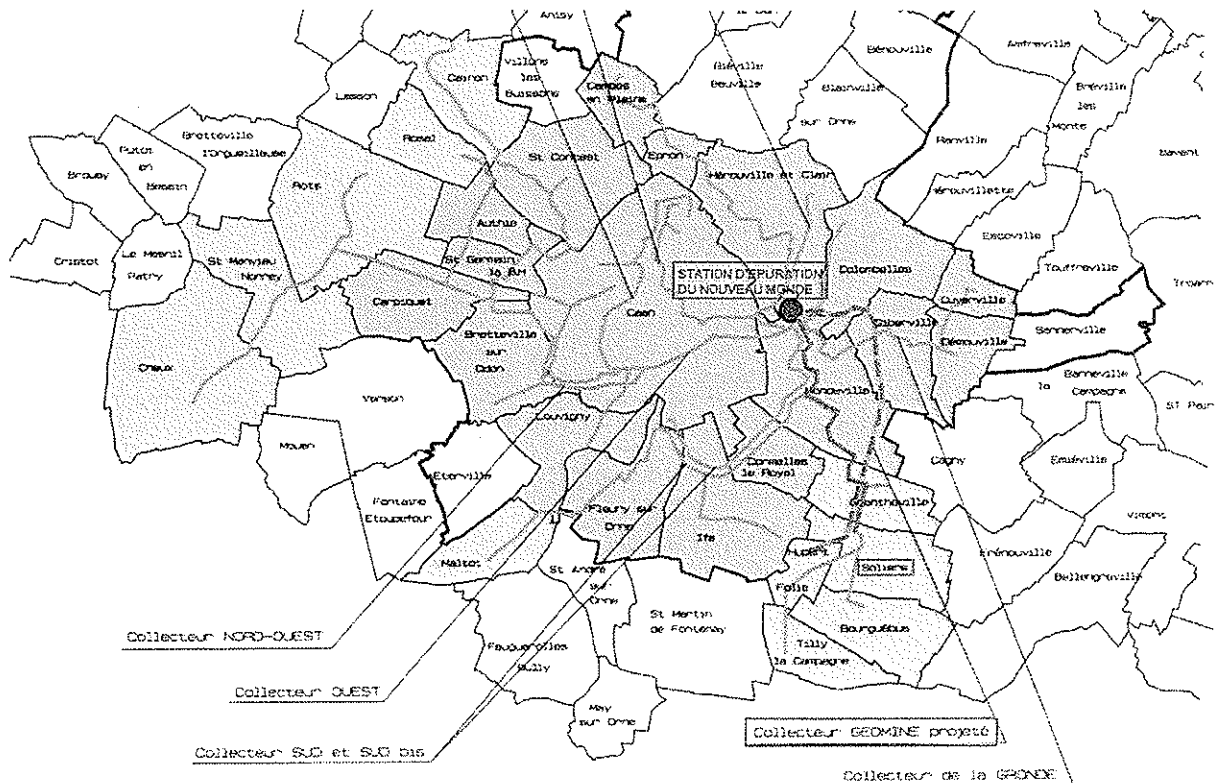 Anisy
Bénouville
Amfreville
Cairon
Villons
les
Buissons
Biéville
Beuville
Blainville
sur Orne
Bréville
les
Monts
Lasson
Cambes
en Plaine
Rosel
Bretteville
l'Orgueilleuse
Putot
en
Bessin
Brouay
Rots
St Contest
Epron
Hérouville St Clair
Ranville
Hérouvillette
Bavent
Authie
Escoville
Cristot
Le Mesnil
Patry
St Manvieu
Norrey
St Germain
la B.H
STATION D'EPURATION
DU NOUVEAU MONDE
Colombelles
Touffreville
Cuverville
Carpiquet
Caen
Giberville
Démouville
Sannerville
Bretteville
sur
Odon
Cheux
Mondeville
Banneville
la Campagne
Verson
Louvigny
Mouen
Eterville
Cormelles
le Royal
Cagny
Emiéville
Fontaine
Etoupefour
Fleury sur
Orne
Ifs
Grentheville
Vimont
Maltot
St André
sur
Orne
Hubert
Folie
Soliers
Frénouville
Bellengreville
St Martin
de Fontenay
Bourguébus
Tilly
la Campagne
Feuguerolles
Bully
May
sur Orne
Collecteur NORD-OUEST
Collecteur OUEST
Collecteur SUD et SUD bis
Collecteur GEOMINE projeté
Collecteur de la GRONDE